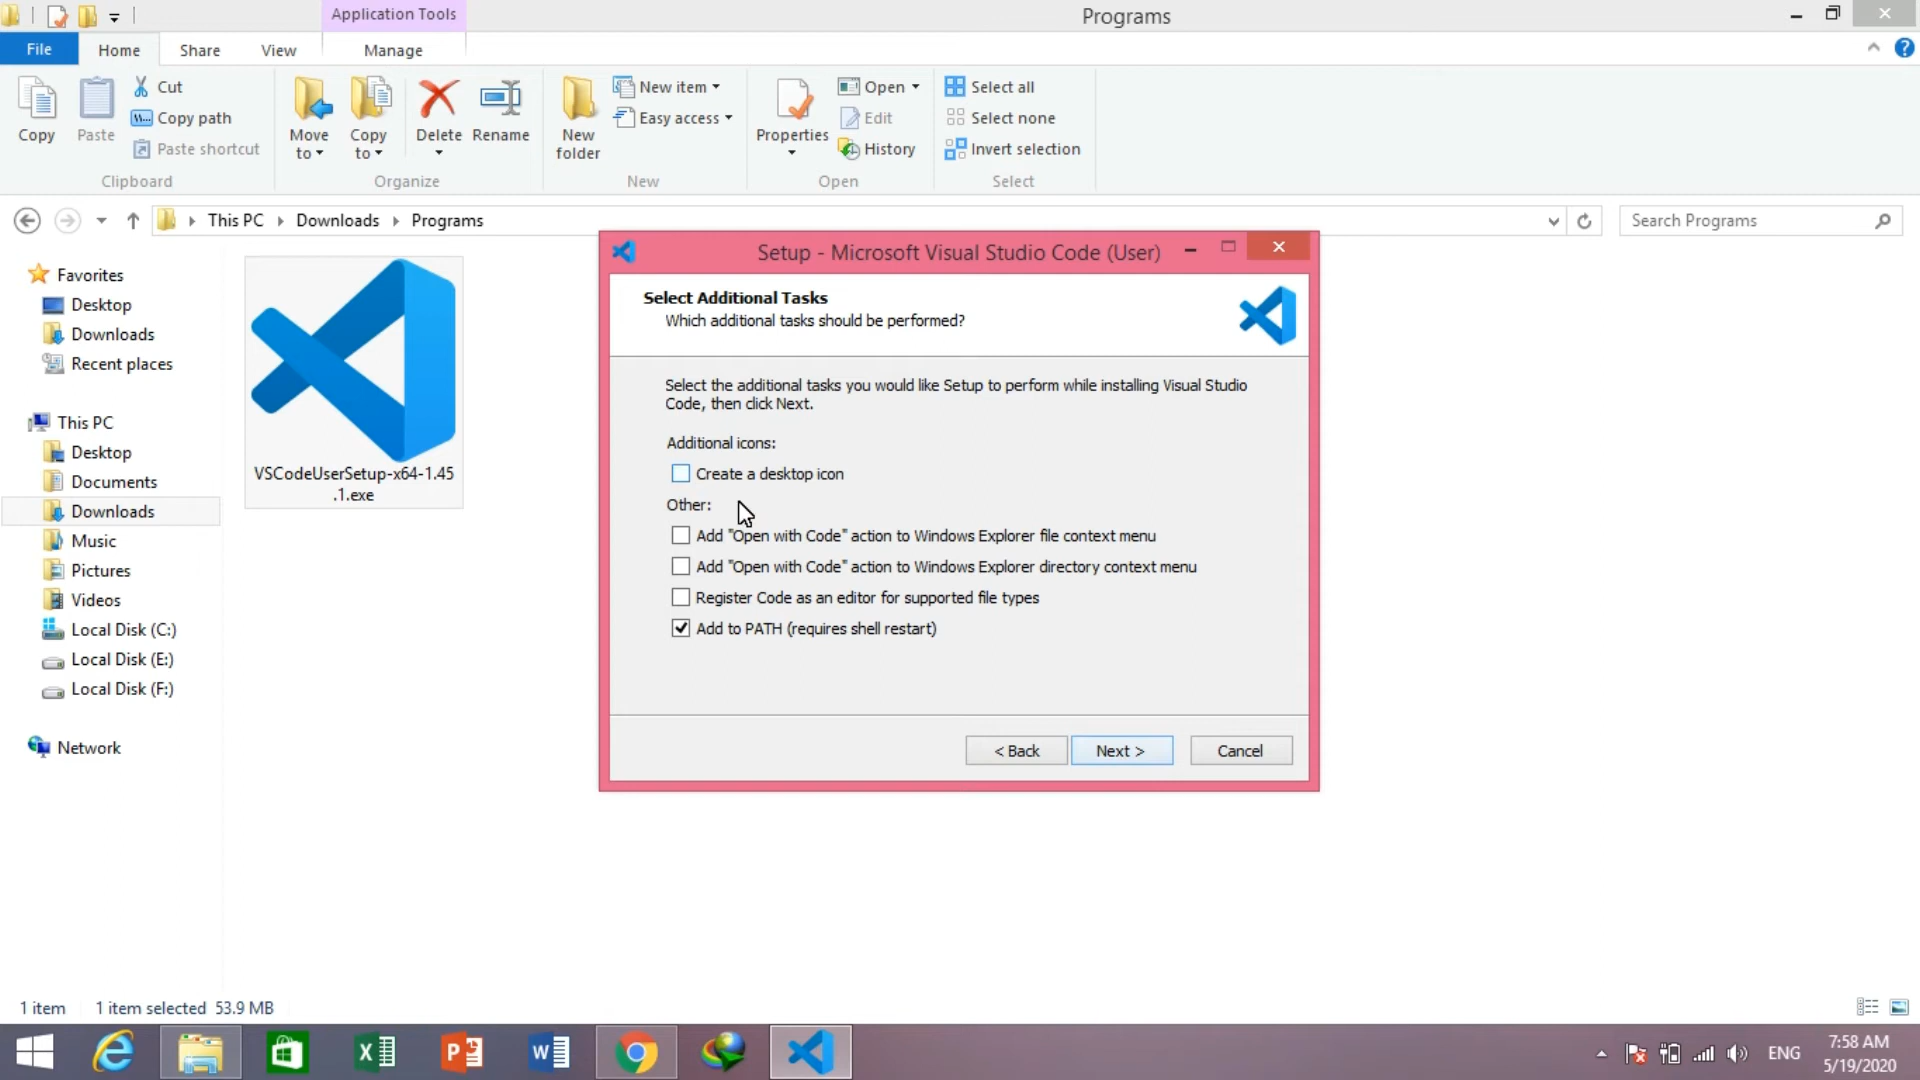 Application Tools
Programs
File
Home
Share
View
Manage
Copy
Paste
Cut
Copy path
Paste shortcut
Clipboard
Move
to
Copy
to
Delete
Rename
Organize
New
folder
New item
Easy access
New
Properties
Open
Edit
History
Open
Select all
Select none
Invert selection
Select
This PC
Downloads
Programs
Search Programs
Favorites
Desktop
Downloads
Recent places
This PC
Desktop
Documents
Downloads
Music
Pictures
Videos
Local Disk (C:)
Local Disk (E:)
Local Disk (F:)
Network
VSCodeUserSetup-x64-1.45
.1.exe
Setup - Microsoft Visual Studio Code (User)
Select Additional Tasks
Which additional tasks should be performed?
Select the additional tasks you would like Setup to perform while installing Visual Studio
Code, then click Next.
Additional icons:
Create a desktop icon
Other:
Add "Open with Code" action to Windows Explorer file context menu
Add "Open with Code" action to Windows Explorer directory context menu
Register Code as an editor for supported file types
Add to PATH (requires shell restart)
< Back
Next >
Cancel
1 item
1 item selected 53.9 MB
ENG
7:58 AM
5/19/2020